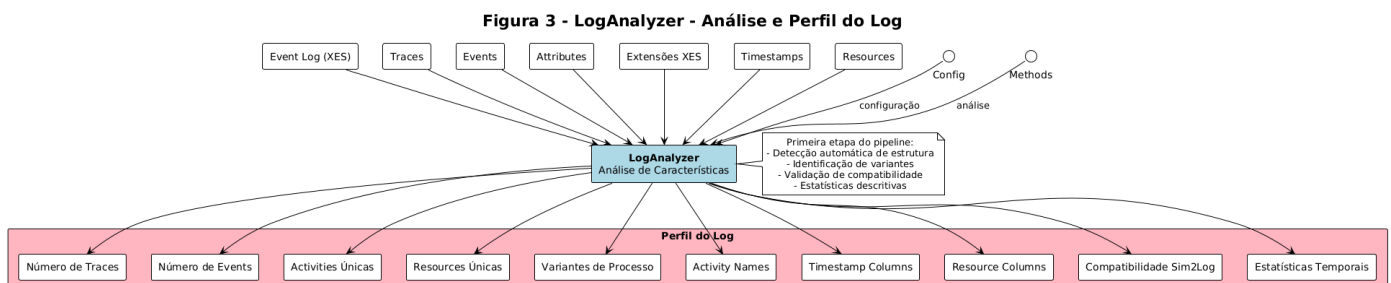 Figura 3 - LogAnalyzer - Análise e Perfil do Log
Event Log (XES)
Traces
Events
Attributes
Extensões XES
Timestamps
Resources
Config
Methods
configuração
análise
LogAnalyzer
Análise de Características
Primeira etapa do pipeline:
- Detecção automática de estrutura
- Identificação de variantes
- Validação de compatibilidade
- Estatísticas descritivas
Perfil do Log
Número de Traces
Número de Events
Activities Únicas
Resources Únicas
Variantes de Processo
Activity Names
Timestamp Columns
Resource Columns
Compatibilidade Sim2Log
Estatísticas Temporais